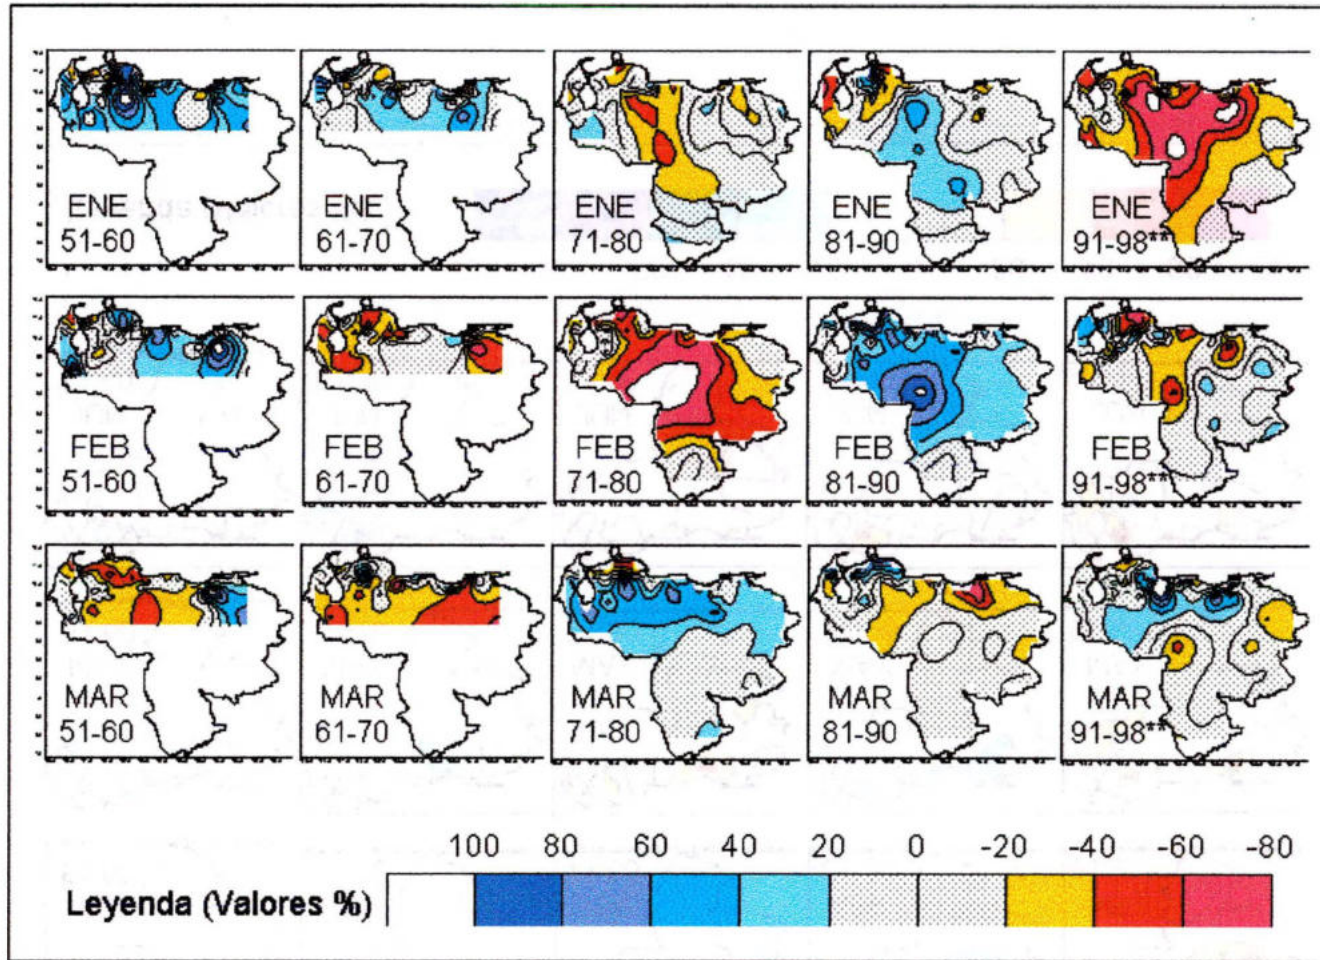 ENE ENE ENE ENE ENE
51-60 61-70 71-80 81-90 91-98**
FEB FEB FEB FEB FEB
51-60 61-70 71-80 81-90 91-98**
MAR MAR MAR MAR MAR
51-60 61-70 71-80 81-90 91-98**
100 80 60 40 20 0 -20 -40 -60 -80
Leyenda (Valores %)